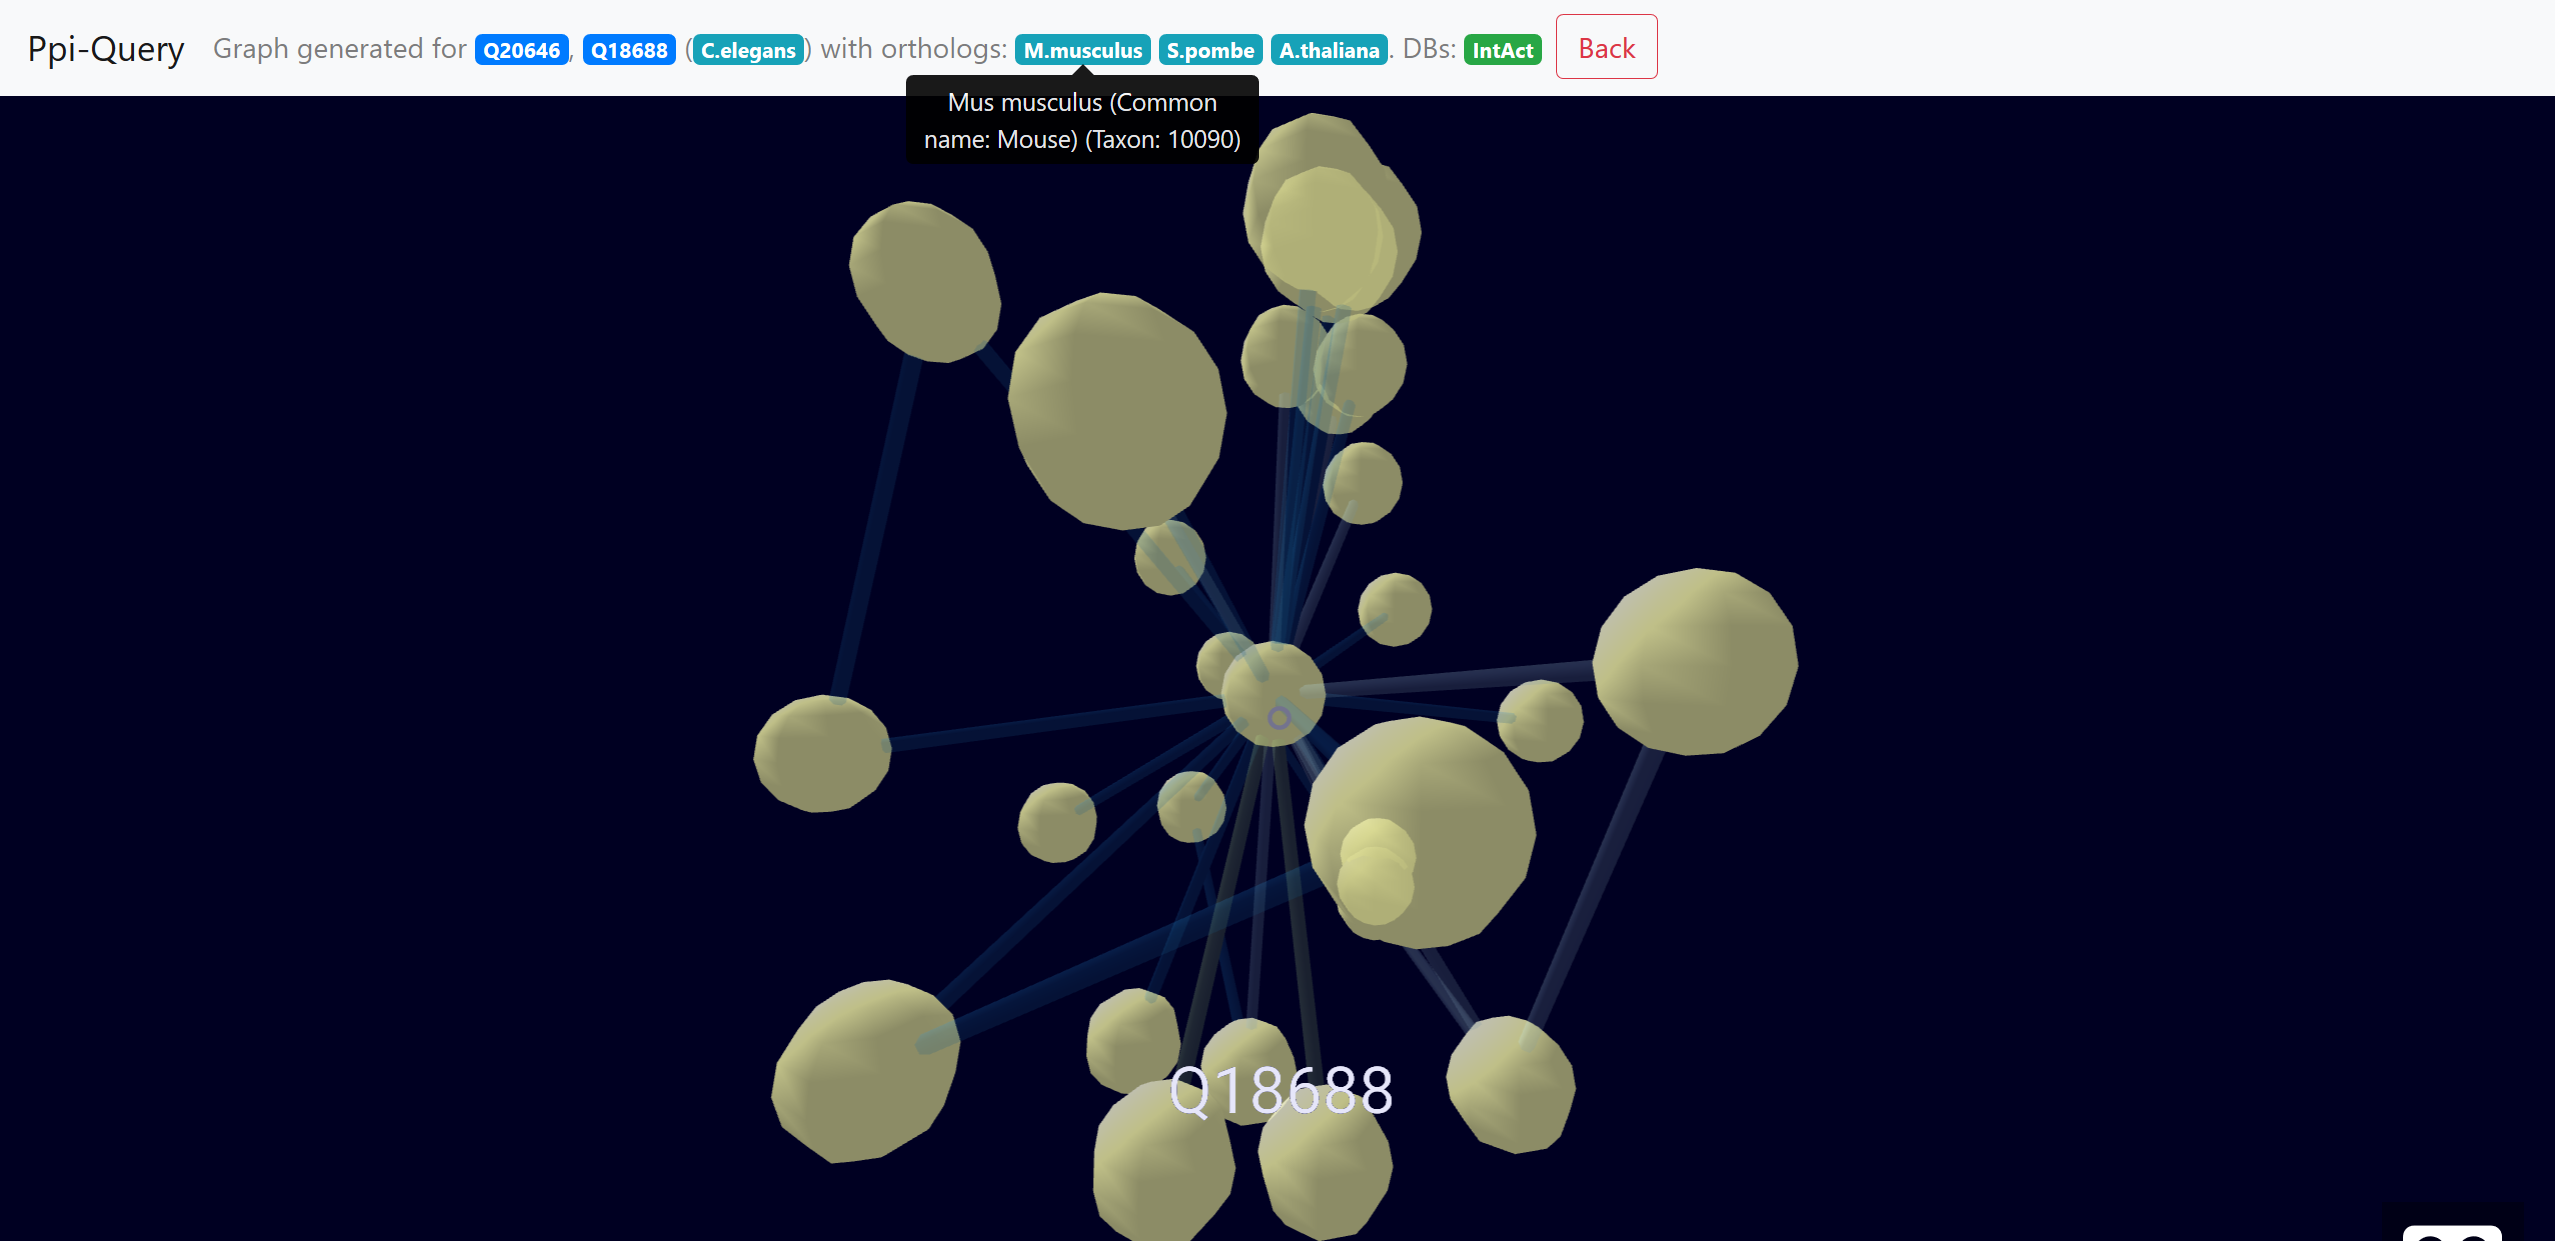 Ppi-Query Graph generated for Q20646, Q18688 (C.elegans) with orthologs: M.musculus S.pombe A.thaliana. DBs: IntAct Back
Mus musculus (Common
name: Mouse) (Taxon: 10090)
Q18688